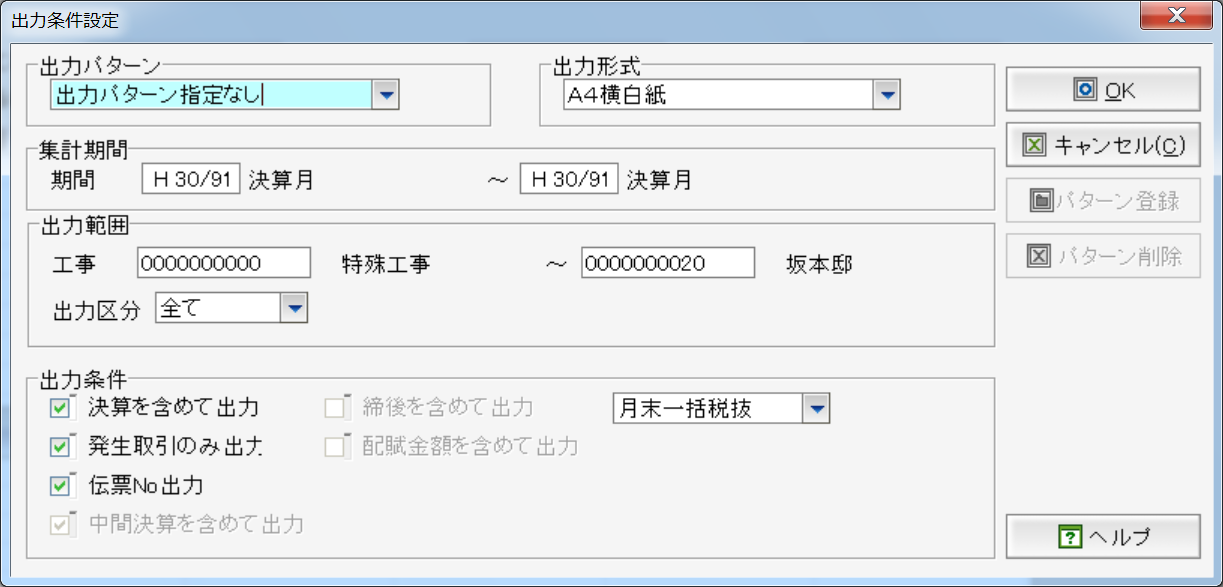 出力条件設定
出力パターン
出力パターン指定なし
出力形式
A4横白紙
OK
キャンセル(C)
パターン登録
パターン削除
集計期間
期間 H 30/91 決算月 ～ H 30/91 決算月
出力範囲
工事 0000000000 特殊工事 ～ 0000000020 坂本邸
出力区分 全て
出力条件
決算を含めて出力 締後を含めて出力 月末一括税抜
発生取引のみ出力 配賦金額を含めて出力
伝票No出力
中間決算を含めて出力
ヘルプ